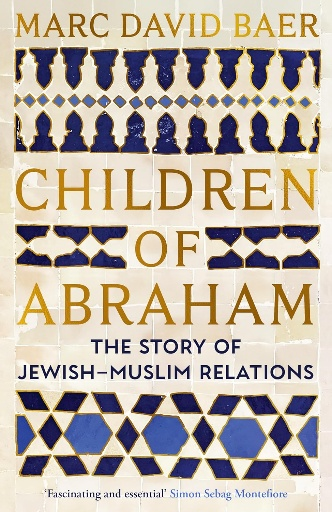 MARC DAVID BAER
CHILDREN
OF
ABRAHAM
THE STORY OF
JEWISH–MUSLIM RELATIONS
‘Fascinating and essential’ Simon Sebag Montefiore